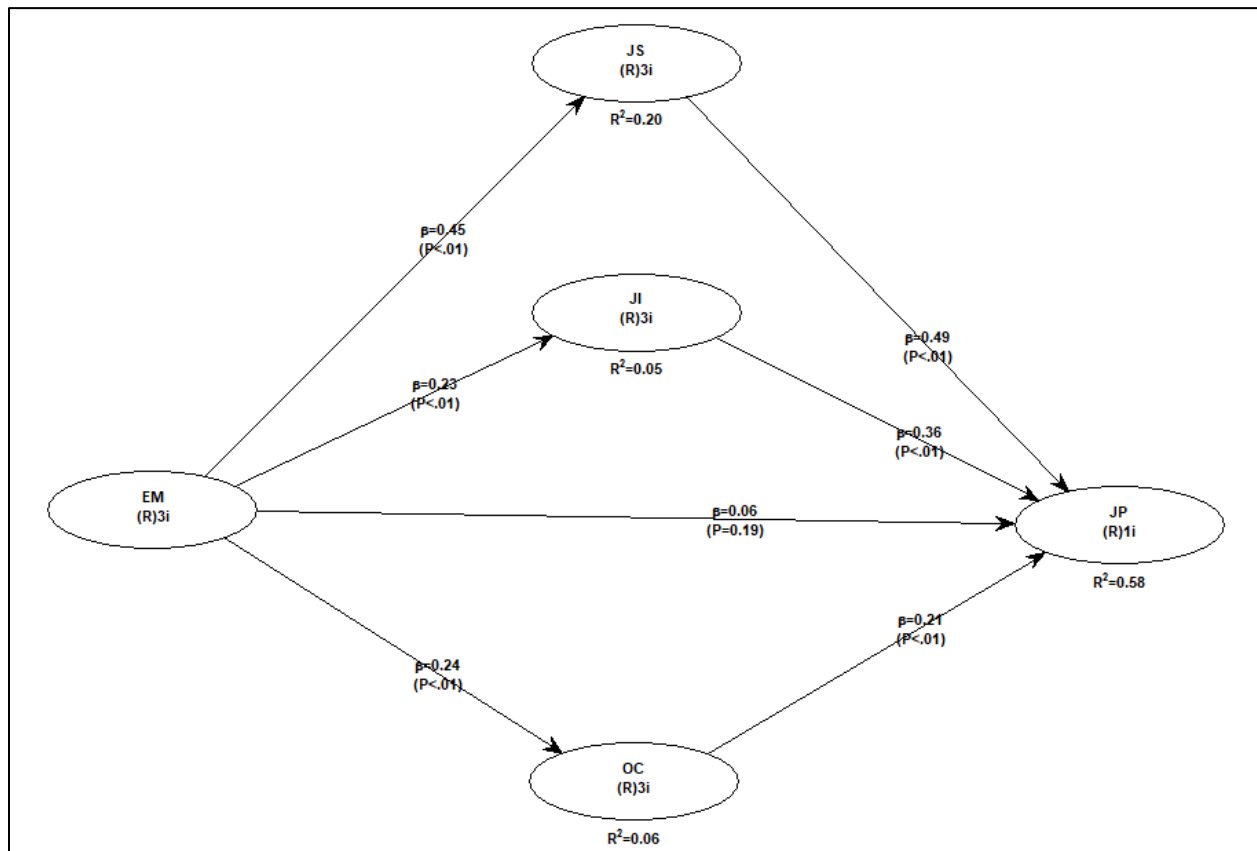 JS
(R)3i
R²=0.20
β=0.45
(P<.01)
JI
(R)3i
R²=0.05
β=0.49
(P<.01)
β=0.23
(P<.01)
β=0.36
(P<.01)
EM
(R)3i
β=0.06
(P=0.19)
JP
(R)1i
R²=0.58
β=0.21
(P<.01)
β=0.24
(P<.01)
OC
(R)3i
R²=0.06